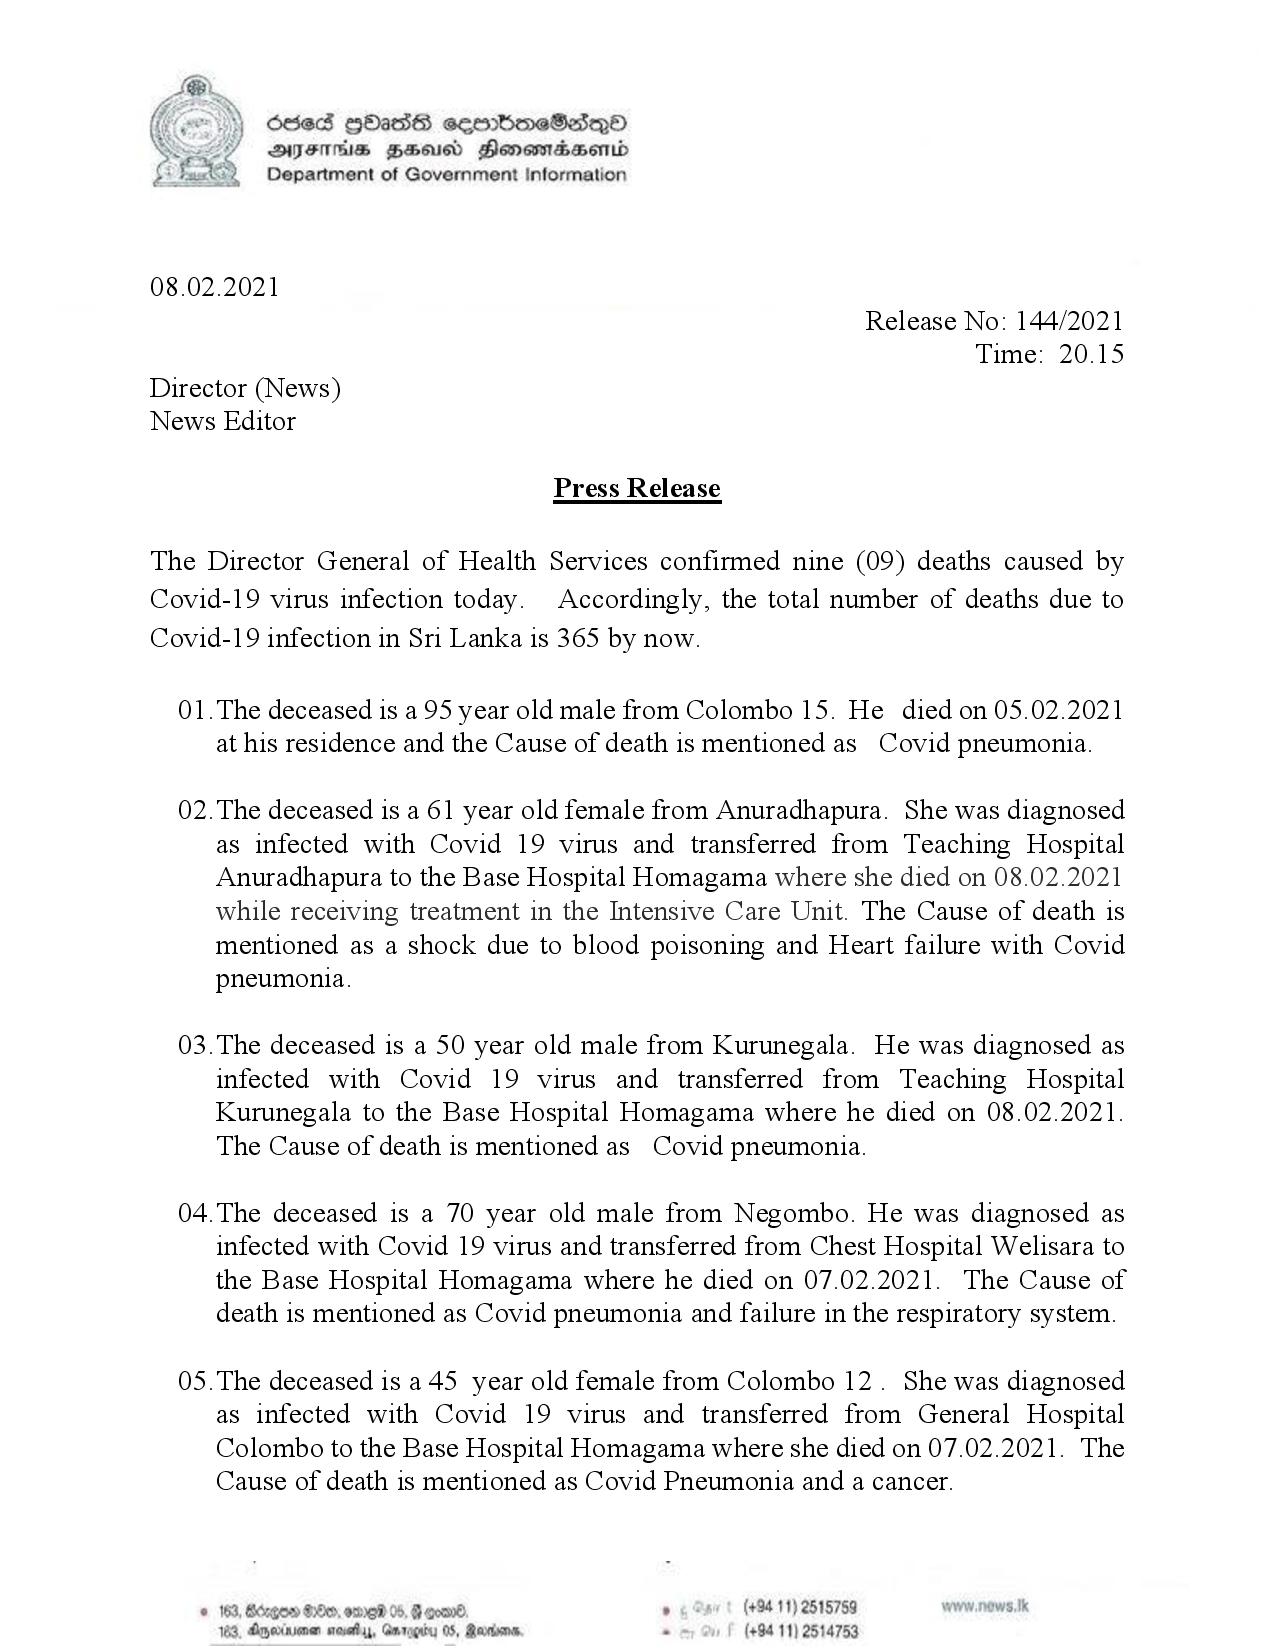 රජයේ ප්‍රවෘත්ති දෙපාර්තමේන්තුව
அரசாங்க தகவல் திணைக்களம்
Department of Government Information
08.02.2021
Release No: 144/2021
Time: 20.15
Director (News)
News Editor
Press Release
The Director General of Health Services confirmed nine (09) deaths caused by
Covid-19 virus infection today. Accordingly, the total number of deaths due to
Covid-19 infection in Sri Lanka is 365 by now.
01. The deceased is a 95 year old male from Colombo 15. He died on 05.02.2021
at his residence and the Cause of death is mentioned as Covid pneumonia.
02. The deceased is a 61 year old female from Anuradhapura. She was diagnosed
as infected with Covid 19 virus and transferred from Teaching Hospital
Anuradhapura to the Base Hospital Homagama where she died on 08.02.2021
while receiving treatment in the Intensive Care Unit. The Cause of death is
mentioned as a shock due to blood poisoning and Heart failure with Covid
pneumonia.
03. The deceased is a 50 year old male from Kurunegala. He was diagnosed as
infected with Covid 19 virus and transferred from Teaching Hospital
Kurunegala to the Base Hospital Homagama where he died on 08.02.2021.
The Cause of death is mentioned as Covid pneumonia.
04. The deceased is a 70 year old male from Negombo. He was diagnosed as
infected with Covid 19 virus and transferred from Chest Hospital Welisara to
the Base Hospital Homagama where he died on 07.02.2021. The Cause of
death is mentioned as Covid pneumonia and failure in the respiratory system.
05. The deceased is a 45 year old female from Colombo 12 . She was diagnosed
as infected with Covid 19 virus and transferred from General Hospital
Colombo to the Base Hospital Homagama where she died on 07.02.2021. The
Cause of death is mentioned as Covid Pneumonia and a cancer.
163, කිරුලපන මාවත, කොළඹ 05, ශ්‍රී ලංකාව.
163, கிருலப்பனை எவனியூ, கொழும்பு 05, இலங்கை.
(+94 11) 2515759
(+94 11) 2514753
www.news.lk